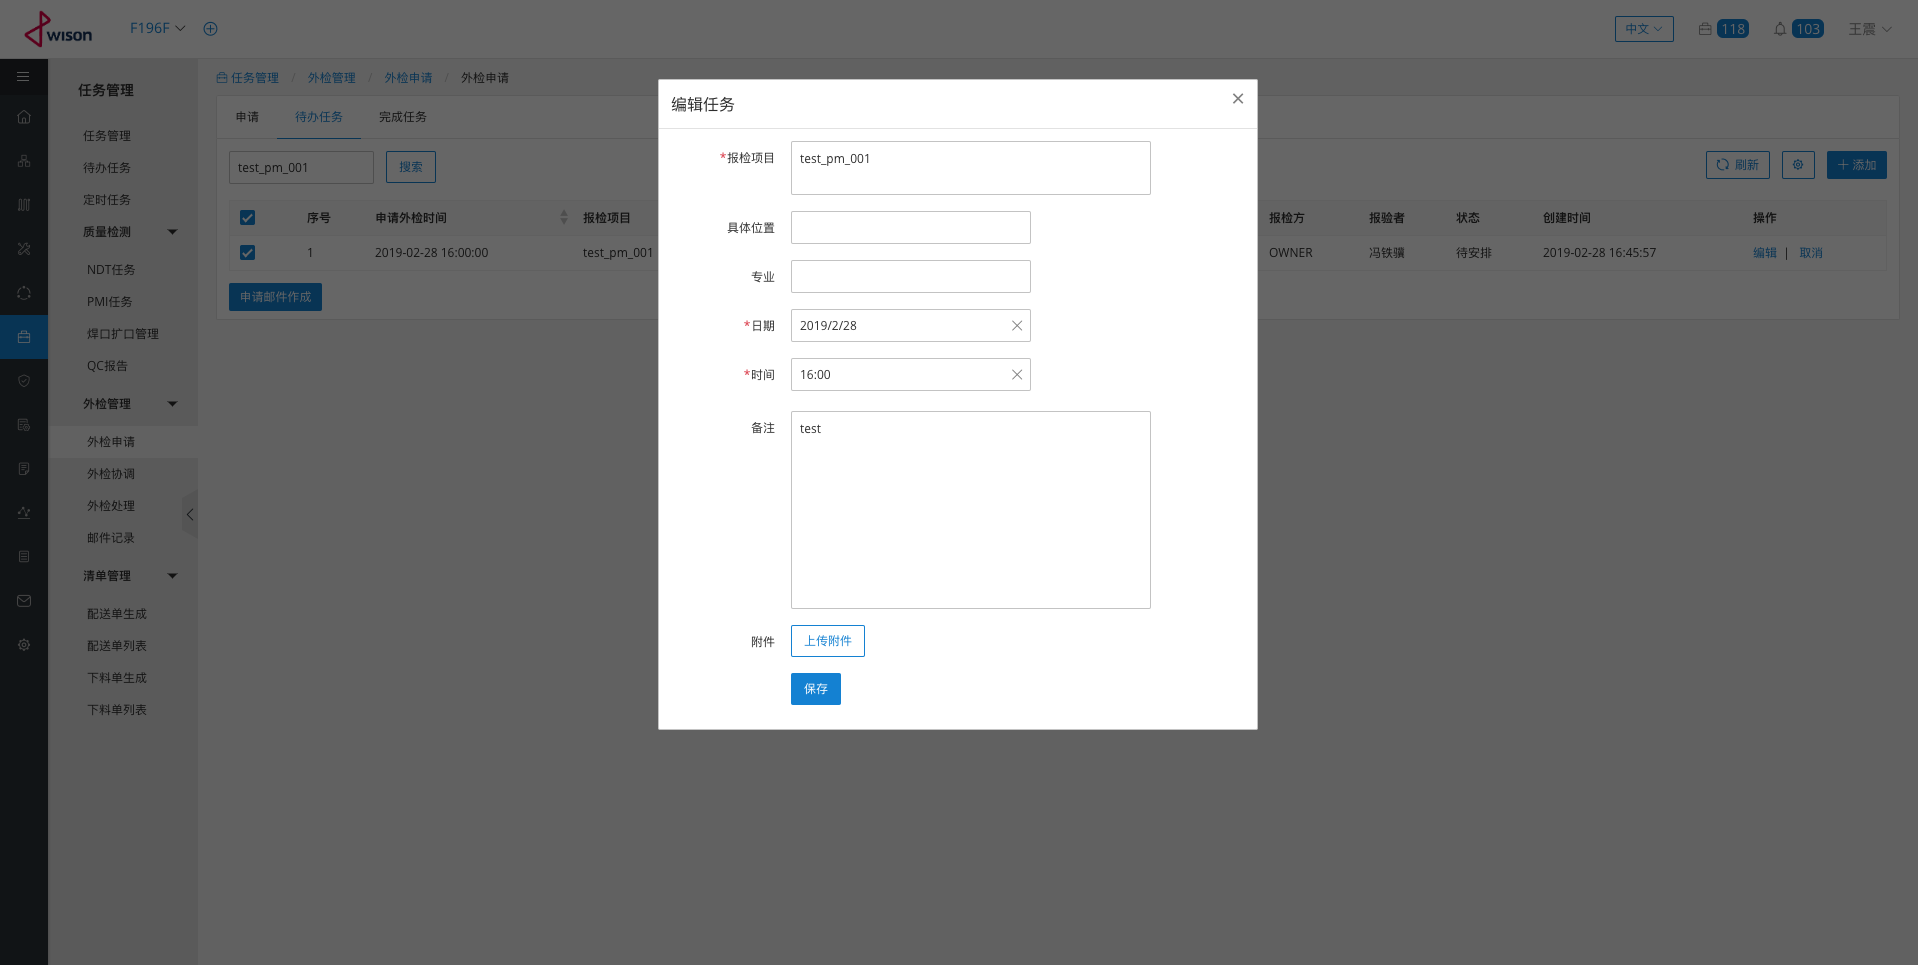 wison
F196F
中文
118
103
王震
任务管理
任务管理 / 外检管理 / 外检申请 / 外检申请
任务管理
待办任务
定时任务
质量检测
NDT任务
PMI任务
焊口扩口管理
QC报告
外检管理
外检申请
外检协调
外检处理
邮件记录
清单管理
配送单生成
配送单列表
下料单生成
下料单列表
申请 待办任务 完成任务
test_pm_001 搜索
刷新
添加
序号 申请外检时间 报检项目 报检方 报验者 状态 创建时间 操作
1 2019-02-28 16:00:00 test_pm_001 OWNER 冯铁骥 待安排 2019-02-28 16:45:57 编辑 | 取消
申请邮件作成
编辑任务
*报检项目 test_pm_001
具体位置
专业
*日期 2019/2/28
*时间 16:00
备注 test
附件 上传附件
保存